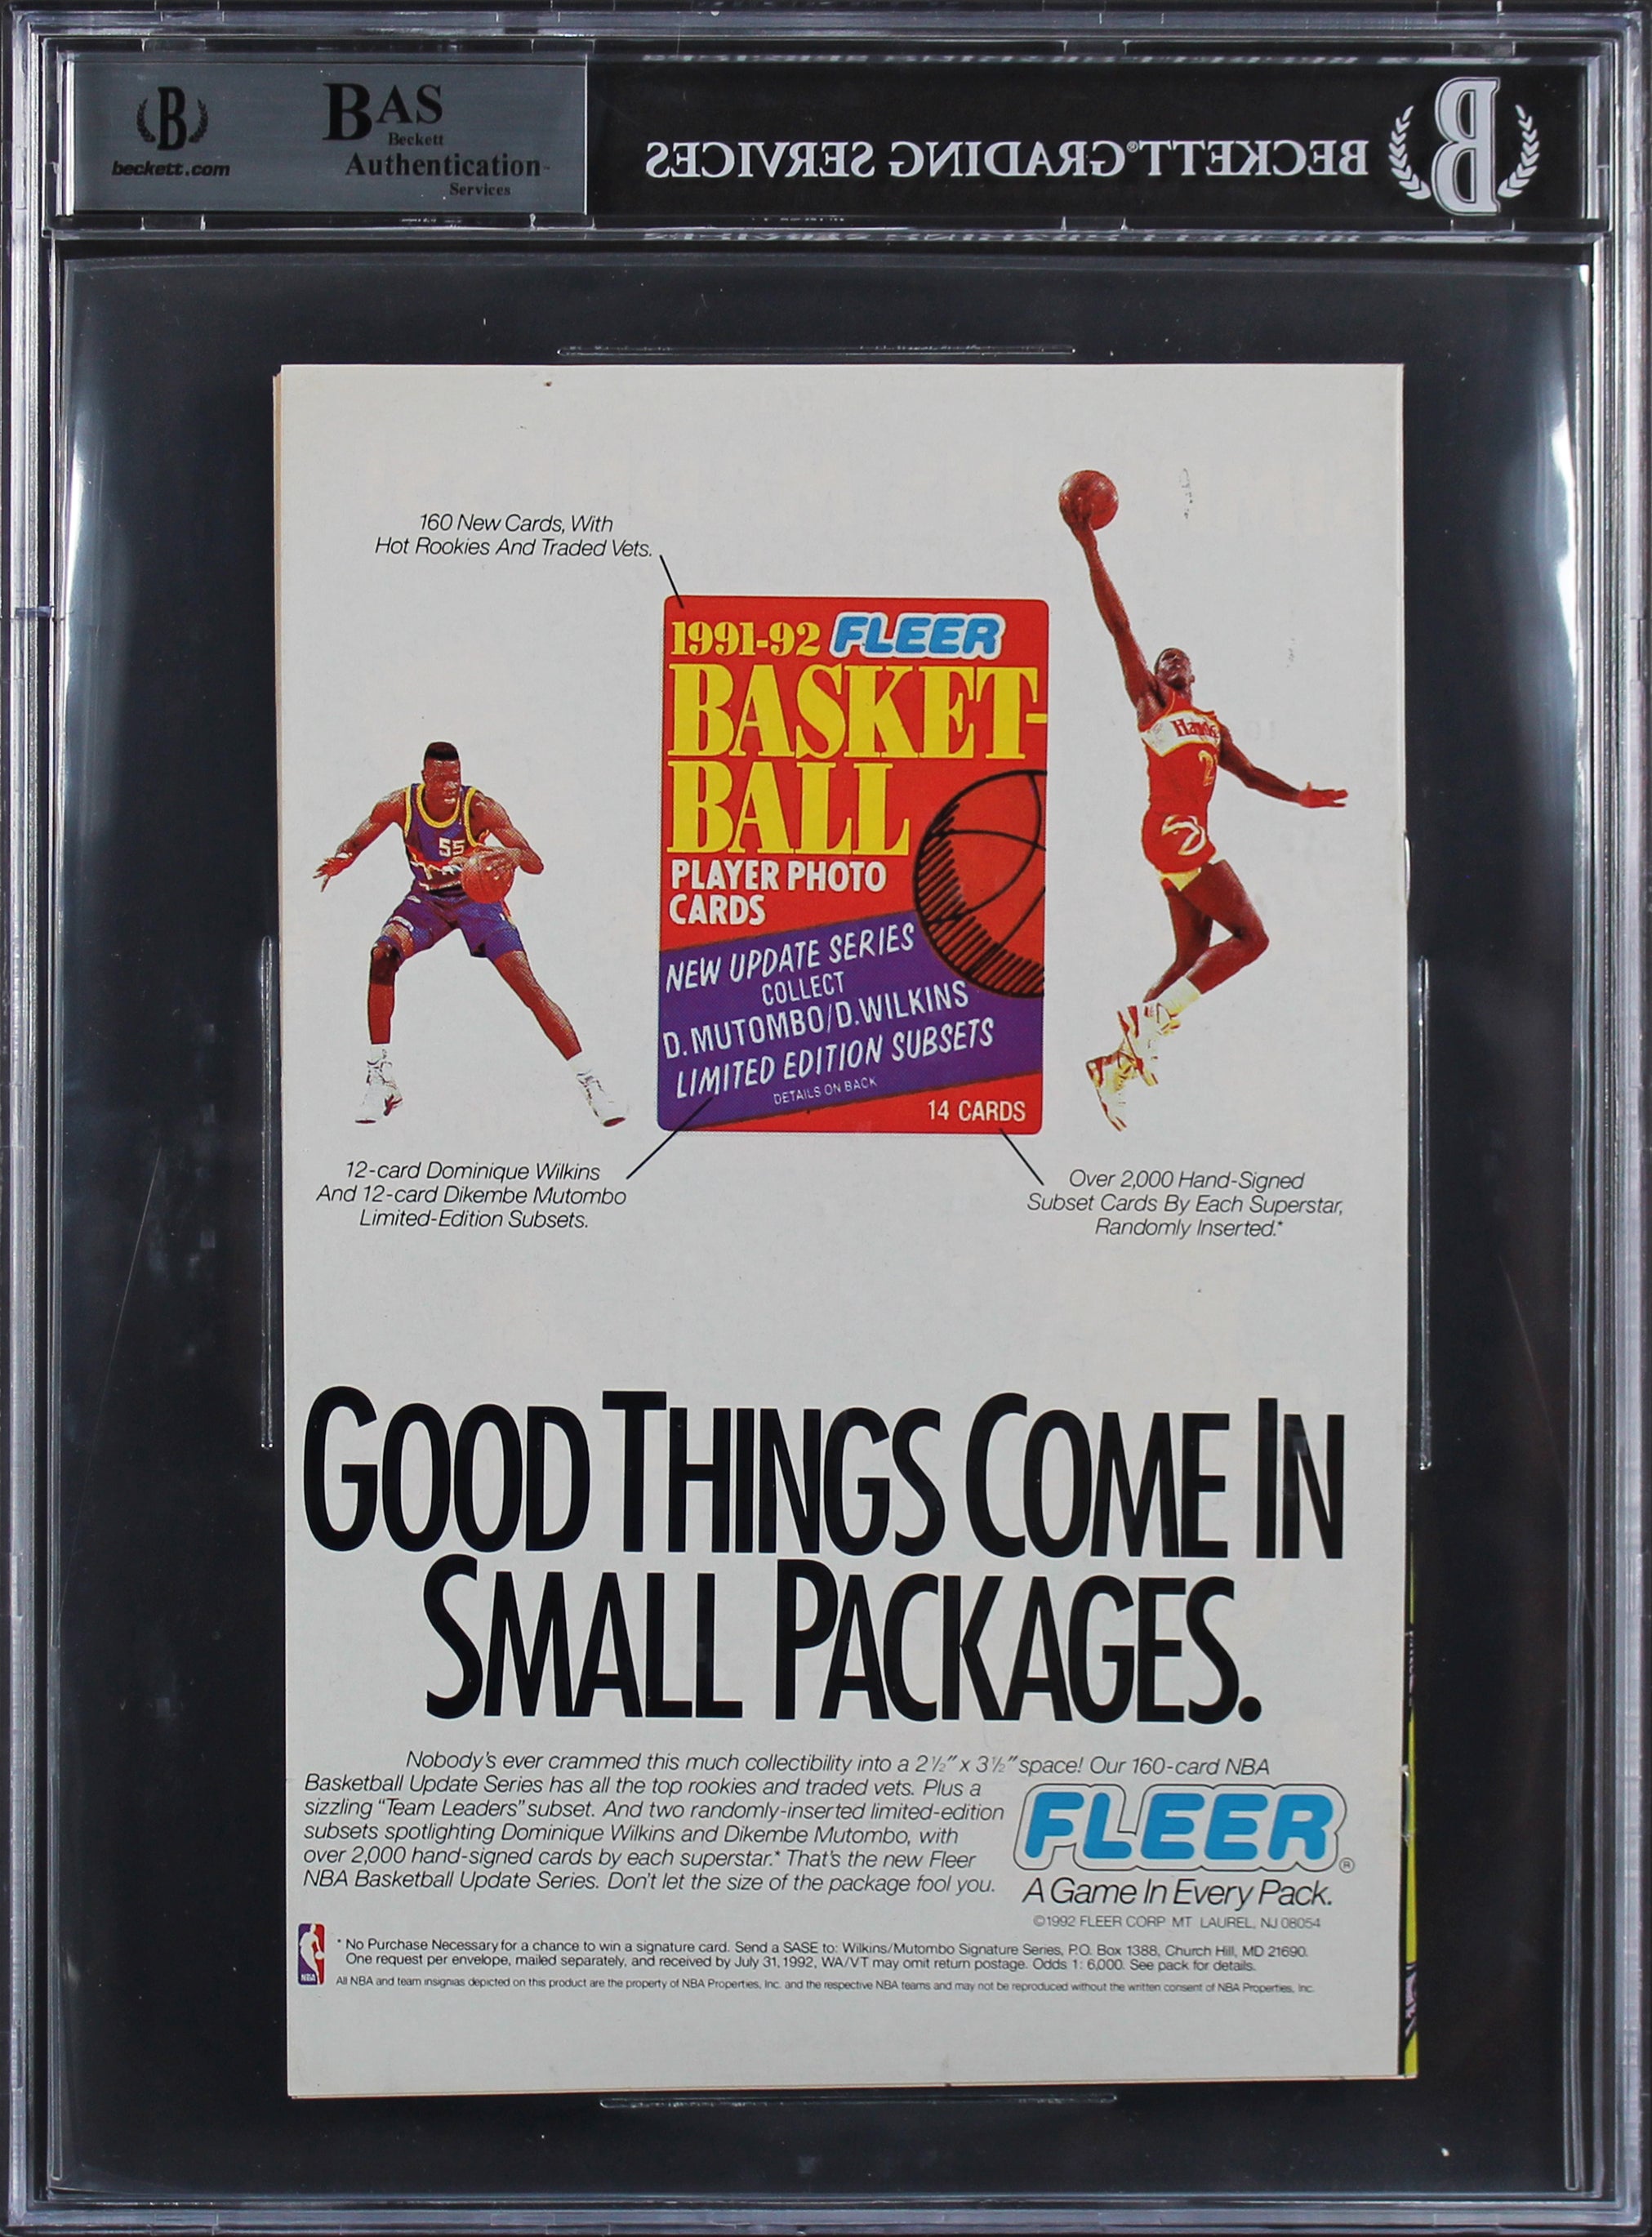 B
beckett.com
BAS
Beckett
Authentication
Services
BECKETT® GRADING SERVICES
B
160 New Cards, With
Hot Rookies And Traded Vets.
1991-92 FLEER
BASKET-
BALL
PLAYER PHOTO
CARDS
NEW UPDATE SERIES
COLLECT
D. MUTOMBO/D. WILKINS
LIMITED EDITION SUBSETS
DETAILS ON BACK
14 CARDS
55
Hawks
2
12-card Dominique Wilkins
And 12-card Dikembe Mutombo
Limited-Edition Subsets.
Over 2,000 Hand-Signed
Subset Cards By Each Superstar,
Randomly Inserted.*
GOOD THINGS COME IN
SMALL PACKAGES.
Nobody's ever crammed this much collectibility into a 2½" x 3½" space! Our 160-card NBA
Basketball Update Series has all the top rookies and traded vets. Plus a
sizzling "Team Leaders" subset. And two randomly-inserted limited-edition
subsets spotlighting Dominique Wilkins and Dikembe Mutombo, with
over 2,000 hand-signed cards by each superstar.* That's the new Fleer
NBA Basketball Update Series. Don't let the size of the package fool you.
FLEER®
A Game In Every Pack.
©1992 FLEER CORP MT LAUREL, NJ 08054
* No Purchase Necessary for a chance to win a signature card. Send a SASE to: Wilkins/Mutombo Signature Series, P.O. Box 1388, Church Hill, MD 21690.
One request per envelope, mailed separately, and received by July 31, 1992, WA/VT may omit return postage. Odds 1: 6,000. See pack for details.
NBA
All NBA and team insignias depicted on this product are the property of NBA Properties, Inc. and the respective NBA teams and may not be reproduced without the written consent of NBA Properties, Inc.